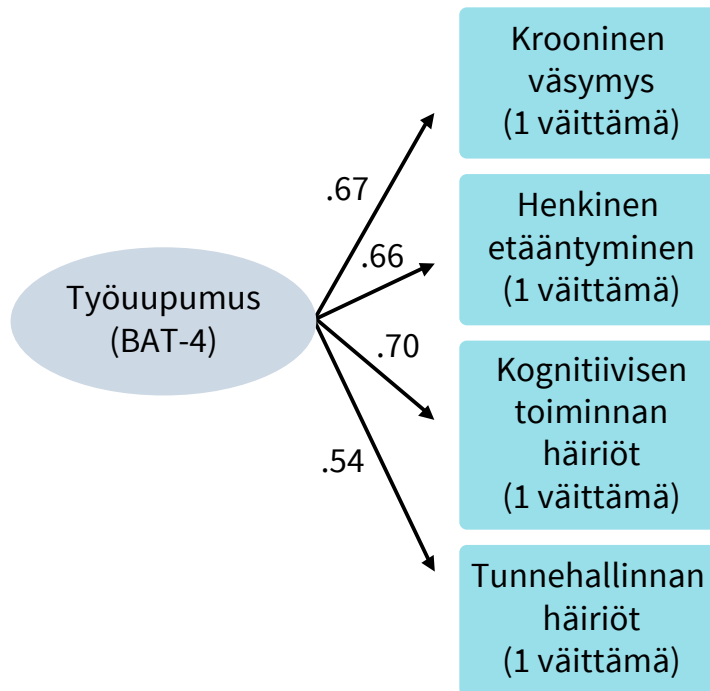 Krooninen
väsymys
(1 väittämä)
.67
Henkinen
etääntyminen
(1 väittämä)
.66
Työuupumus
(BAT-4)
.70
Kognitiivisen
toiminnan
häiriöt
(1 väittämä)
.54
Tunnehallinnan
häiriöt
(1 väittämä)